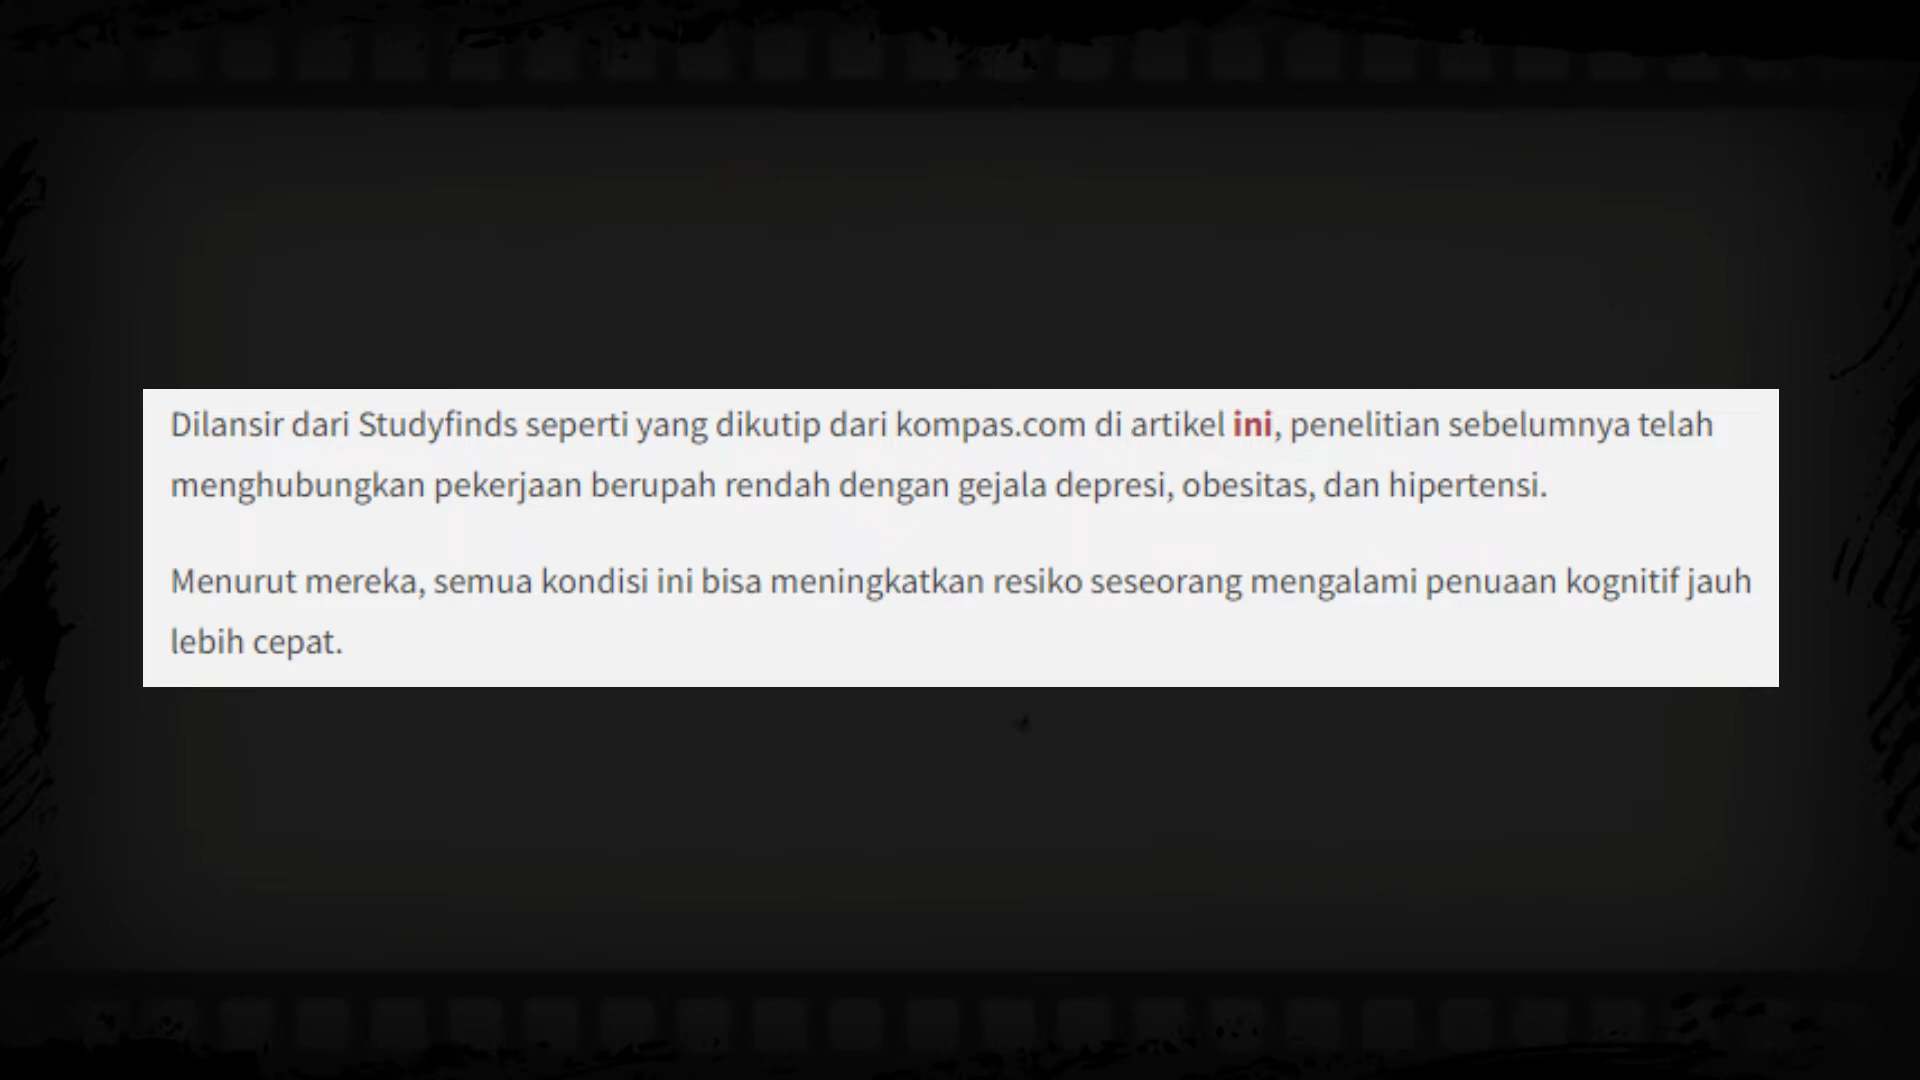 Dilansir dari Studyfinds seperti yang dikutip dari kompas.com di artikel ini, penelitian sebelumnya telah
menghubungkan pekerjaan berupah rendah dengan gejala depresi, obesitas, dan hipertensi.
Menurut mereka, semua kondisi ini bisa meningkatkan resiko seseorang mengalami penuaan kognitif jauh
lebih cepat.